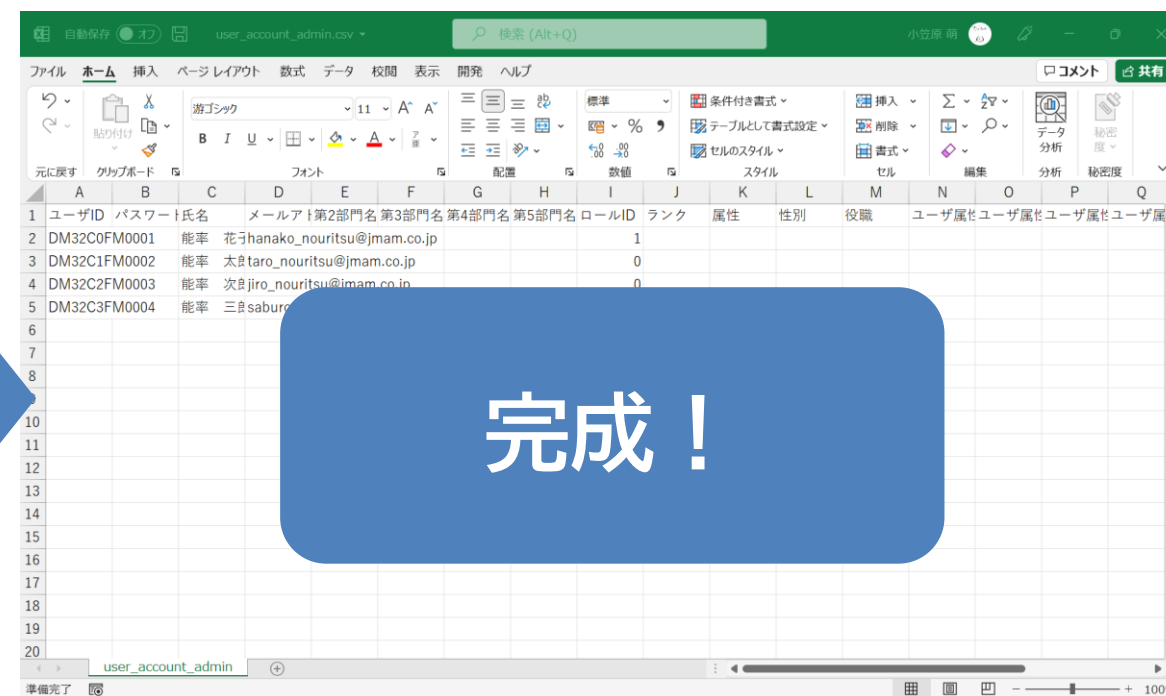 自動保存 オフ user_account_admin.csv 検索 (Alt+Q) 小笠原 萌
ファイル ホーム 挿入 ページ レイアウト 数式 データ 校閲 表示 開発 ヘルプ コメント 共有
貼り付け 游ゴシック 11 A A 標準 条件付き書式 挿入 Σ
B I U A % 9 テーブルとして書式設定 削除 データ 分析 秘密度
セルのスタイル 書式
元に戻す クリップボード フォント 配置 数値 スタイル セル 編集 分析 秘密度
A B C D E F G H I J K L M N O P Q
1 ユーザID パスワー 氏名 メールア 第2部門名 第3部門名 第4部門名 第5部門名 ロールID ランク 属性 性別 役職 ユーザ属 ユーザ属 ユーザ属 ユーザ属
2 DM32C0FM0001 能率 花子 hanako_nouritsu@jmam.co.jp 1
3 DM32C1FM0002 能率 太 taro_nouritsu@jmam.co.jp 0
4 DM32C2FM0003 能率 次 jiro_nouritsu@jmam.co.jp 0
5 DM32C3FM0004 能率 三 saburo
6
7
8
10
11
12
13
14
15
16
17
18
19
20
完成！
user_account_admin
準備完了 100